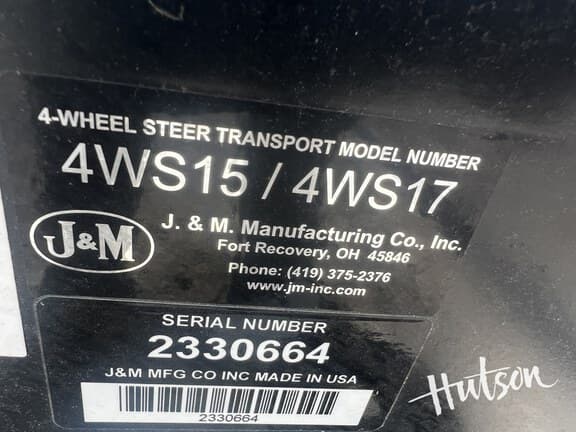 4-WHEEL STEER TRANSPORT MODEL NUMBER
4WS15 / 4WS17
J&M
J. & M. Manufacturing Co., Inc.
Fort Recovery, OH 45846
Phone: (419) 375-2376
www.jm-inc.com
SERIAL NUMBER
2330664
J&M MFG CO INC MADE IN USA
2330664
Hutson